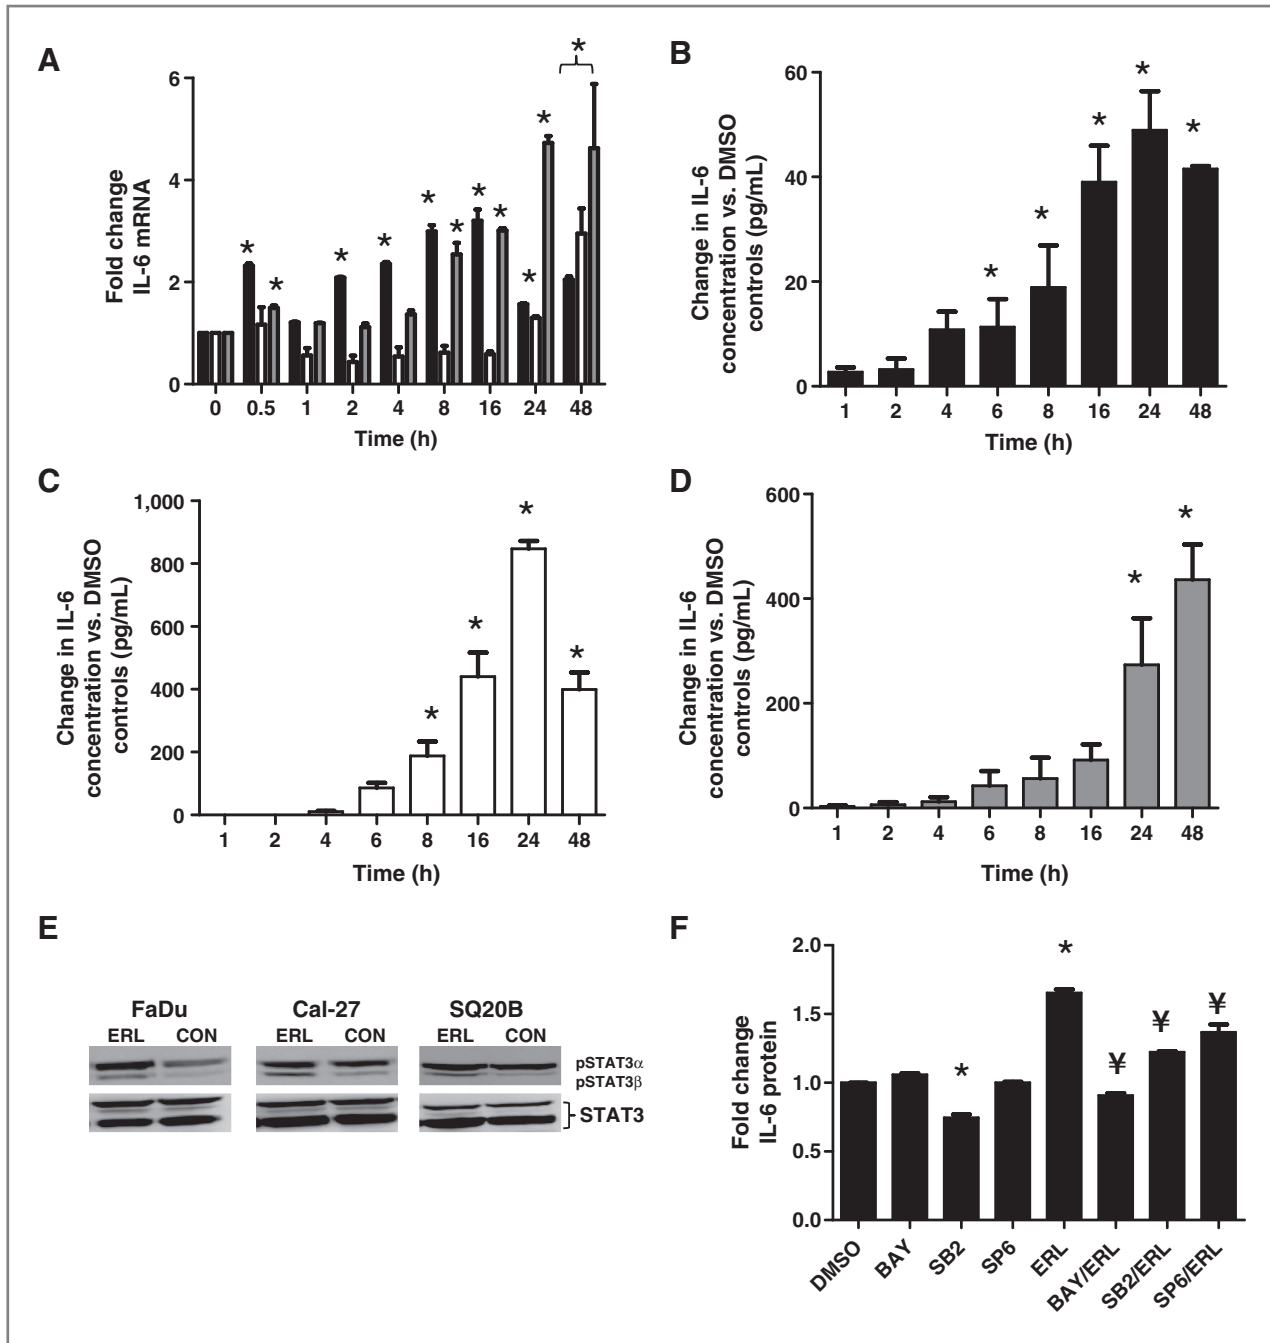 A
Fold change
IL-6 mRNA
6
4
2
0
*
*
*
*
*
*
*
*
*
*
*
0 0.5 1 2 4 8 16 24 48
Time (h)
B
Change in IL-6
concentration vs. DMSO
controls (pg/mL)
60
40
20
0
*
*
*
*
*
1 2 4 6 8 16 24 48
Time (h)
C
Change in IL-6
concentration vs. DMSO
controls (pg/mL)
1,000
800
600
400
200
0
*
*
*
*
1 2 4 6 8 16 24 48
Time (h)
D
Change in IL-6
concentration vs. DMSO
controls (pg/mL)
600
400
200
0
*
*
1 2 4 6 8 16 24 48
Time (h)
E
FaDu Cal-27 SQ20B
ERL CON ERL CON ERL CON
pSTAT3α
pSTAT3β
STAT3
F
Fold change
IL-6 protein
2.0
1.5
1.0
0.5
0.0
*
*
¥
¥
¥
DMSO BAY SB2 SP6 ERL BAY/ERL SB2/ERL SP6/ERL